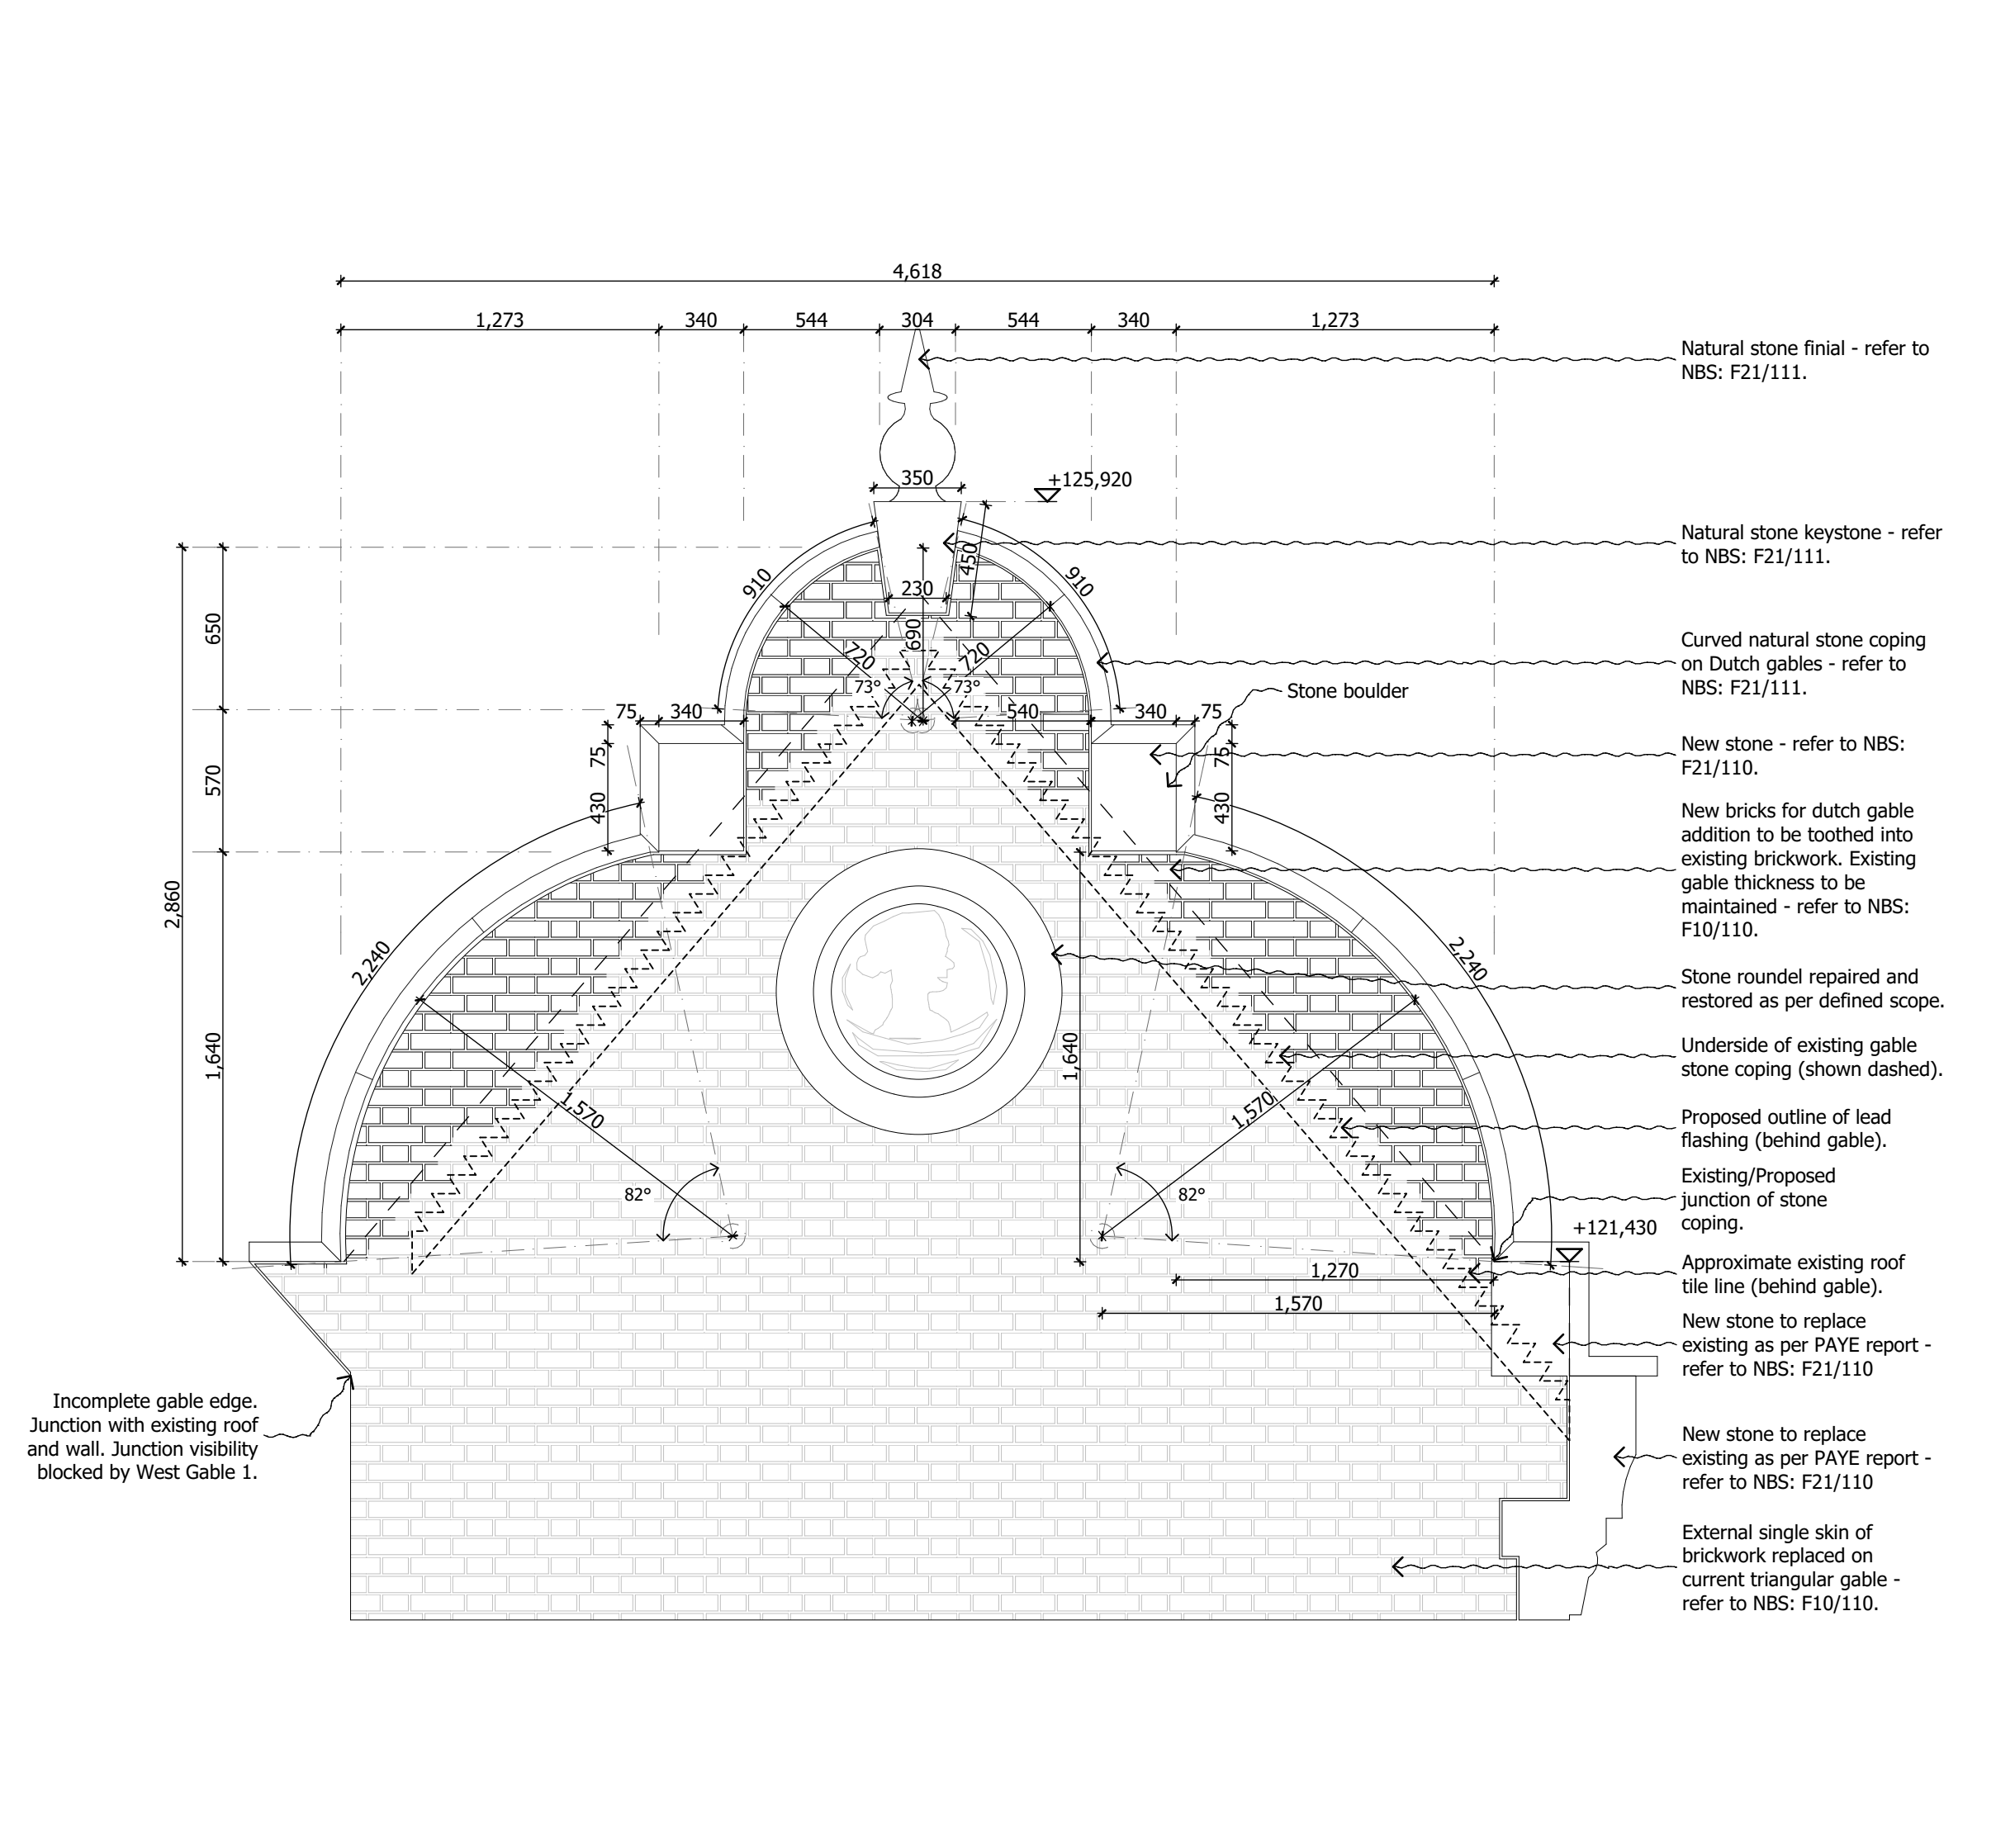 4,618
1,273
340
544
304
544
340
1,273
Natural stone finial - refer to
NBS: F21/111.
350
+125,920
Natural stone keystone - refer
to NBS: F21/111.
450
910
910
230
650
690
720
720
Curved natural stone coping
on Dutch gables - refer to
NBS: F21/111.
73°
73°
Stone boulder
75
340
540
340
75
New stone - refer to NBS:
F21/110.
75
75
570
430
430
New bricks for dutch gable
addition to be toothed into
existing brickwork. Existing
gable thickness to be
maintained - refer to NBS:
F10/110.
2,860
2,240
2,240
Stone roundel repaired and
restored as per defined scope.
1,640
1,640
Underside of existing gable
stone coping (shown dashed).
1,570
1,570
Proposed outline of lead
flashing (behind gable).
82°
82°
Existing/Proposed
junction of stone
coping.
+121,430
1,270
Approximate existing roof
tile line (behind gable).
1,570
New stone to replace
existing as per PAYE report -
refer to NBS: F21/110
Incomplete gable edge.
Junction with existing roof
and wall. Junction visibility
blocked by West Gable 1.
New stone to replace
existing as per PAYE report -
refer to NBS: F21/110
External single skin of
brickwork replaced on
current triangular gable -
refer to NBS: F10/110.